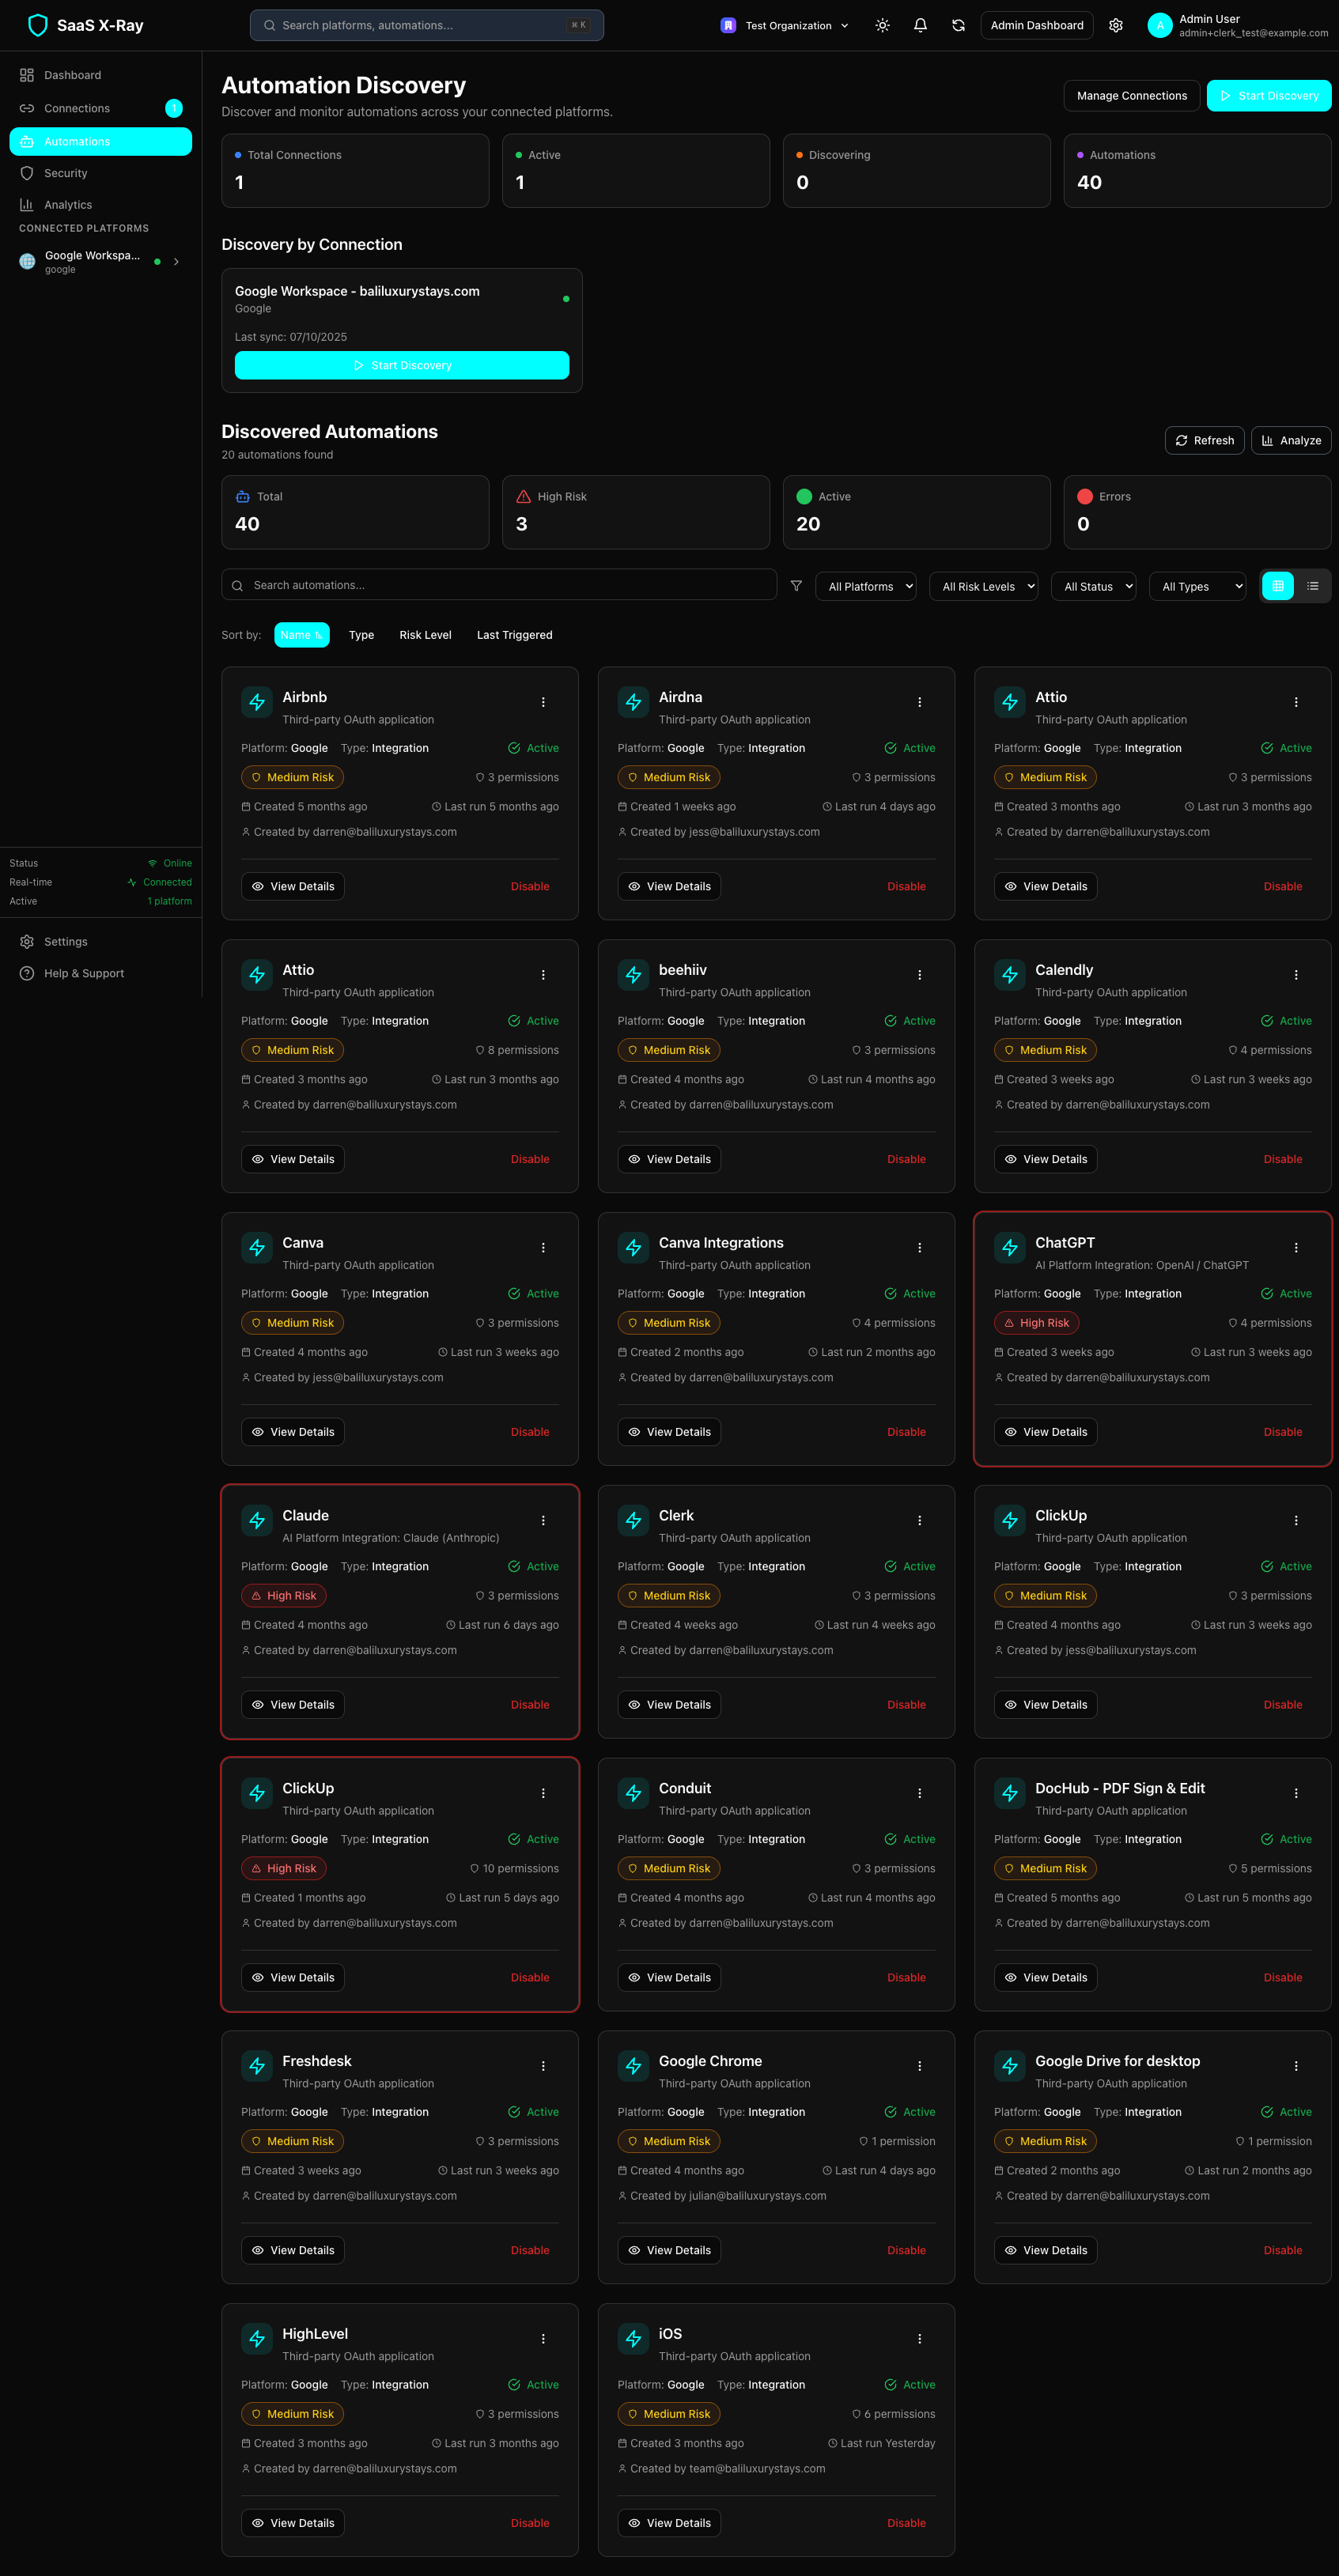 SaaS X-Ray
Search platforms, automations...
⌘ K
Test Organization
Admin Dashboard
A
Admin User
admin+clerk_test@example.com
Dashboard
Connections
1
Automations
Security
Analytics
CONNECTED PLATFORMS
Google Workspa...
google
Status
Online
Real-time
Connected
Active
1 platform
Settings
Help & Support
Automation Discovery
Discover and monitor automations across your connected platforms.
Manage Connections
Start Discovery
Total Connections
1
Active
1
Discovering
0
Automations
40
Discovery by Connection
Google Workspace - baliluxurystays.com
Google
Last sync: 07/10/2025
Start Discovery
Discovered Automations
20 automations found
Refresh
Analyze
Total
40
High Risk
3
Active
20
Errors
0
Search automations...
All Platforms
All Risk Levels
All Status
All Types
Sort by:
Name
Type
Risk Level
Last Triggered
Airbnb
Third-party OAuth application
Platform: Google Type: Integration Active
Medium Risk 3 permissions
Created 5 months ago Last run 5 months ago
Created by darren@baliluxurystays.com
View Details Disable
Airdna
Third-party OAuth application
Platform: Google Type: Integration Active
Medium Risk 3 permissions
Created 1 weeks ago Last run 4 days ago
Created by jess@baliluxurystays.com
View Details Disable
Attio
Third-party OAuth application
Platform: Google Type: Integration Active
Medium Risk 3 permissions
Created 3 months ago Last run 3 months ago
Created by darren@baliluxurystays.com
View Details Disable
Attio
Third-party OAuth application
Platform: Google Type: Integration Active
Medium Risk 8 permissions
Created 3 months ago Last run 3 months ago
Created by darren@baliluxurystays.com
View Details Disable
beehiiv
Third-party OAuth application
Platform: Google Type: Integration Active
Medium Risk 3 permissions
Created 4 months ago Last run 4 months ago
Created by darren@baliluxurystays.com
View Details Disable
Calendly
Third-party OAuth application
Platform: Google Type: Integration Active
Medium Risk 4 permissions
Created 3 weeks ago Last run 3 weeks ago
Created by darren@baliluxurystays.com
View Details Disable
Canva
Third-party OAuth application
Platform: Google Type: Integration Active
Medium Risk 3 permissions
Created 4 months ago Last run 3 weeks ago
Created by jess@baliluxurystays.com
View Details Disable
Canva Integrations
Third-party OAuth application
Platform: Google Type: Integration Active
Medium Risk 4 permissions
Created 2 months ago Last run 2 months ago
Created by darren@baliluxurystays.com
View Details Disable
ChatGPT
AI Platform Integration: OpenAI / ChatGPT
Platform: Google Type: Integration Active
High Risk 4 permissions
Created 3 weeks ago Last run 3 weeks ago
Created by darren@baliluxurystays.com
View Details Disable
Claude
AI Platform Integration: Claude (Anthropic)
Platform: Google Type: Integration Active
High Risk 3 permissions
Created 4 months ago Last run 6 days ago
Created by darren@baliluxurystays.com
View Details Disable
Clerk
Third-party OAuth application
Platform: Google Type: Integration Active
Medium Risk 3 permissions
Created 4 weeks ago Last run 4 weeks ago
Created by darren@baliluxurystays.com
View Details Disable
ClickUp
Third-party OAuth application
Platform: Google Type: Integration Active
Medium Risk 3 permissions
Created 4 months ago Last run 3 weeks ago
Created by jess@baliluxurystays.com
View Details Disable
ClickUp
Third-party OAuth application
Platform: Google Type: Integration Active
High Risk 10 permissions
Created 1 months ago Last run 5 days ago
Created by darren@baliluxurystays.com
View Details Disable
Conduit
Third-party OAuth application
Platform: Google Type: Integration Active
Medium Risk 3 permissions
Created 4 months ago Last run 4 months ago
Created by darren@baliluxurystays.com
View Details Disable
DocHub - PDF Sign & Edit
Third-party OAuth application
Platform: Google Type: Integration Active
Medium Risk 5 permissions
Created 5 months ago Last run 5 months ago
Created by darren@baliluxurystays.com
View Details Disable
Freshdesk
Third-party OAuth application
Platform: Google Type: Integration Active
Medium Risk 3 permissions
Created 3 weeks ago Last run 3 weeks ago
Created by darren@baliluxurystays.com
View Details Disable
Google Chrome
Third-party OAuth application
Platform: Google Type: Integration Active
Medium Risk 1 permission
Created 4 months ago Last run 4 days ago
Created by julian@baliluxurystays.com
View Details Disable
Google Drive for desktop
Third-party OAuth application
Platform: Google Type: Integration Active
Medium Risk 1 permission
Created 2 months ago Last run 2 months ago
Created by darren@baliluxurystays.com
View Details Disable
HighLevel
Third-party OAuth application
Platform: Google Type: Integration Active
Medium Risk 3 permissions
Created 3 months ago Last run 3 months ago
Created by darren@baliluxurystays.com
View Details Disable
iOS
Third-party OAuth application
Platform: Google Type: Integration Active
Medium Risk 6 permissions
Created 3 months ago Last run Yesterday
Created by team@baliluxurystays.com
View Details Disable